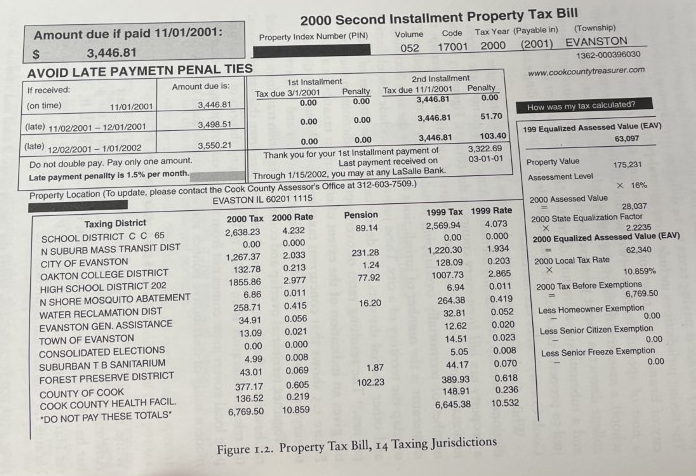 2000 Second Installment Property Tax Bill
Amount due if paid 11/01/2001:
$ 3,446.81
Property Index Number (PIN) Volume Code Tax Year (Payable in) (Township)
052 17001 2000 (2001) EVANSTON
1362-000396030
AVOID LATE PAYMETN PENAL TIES
www.cookcountytreasurer.com
If received: Amount due is:
(on time) 11/01/2001 3,446.81
(late) 11/02/2001 – 12/01/2001 3,498.51
(late) 12/02/2001 – 1/01/2002 3,550.21
Do not double pay. Pay only one amount.
Late payment penality is 1.5% per month.
1st Installment 2nd Installment
Tax due 3/1/2001 Penalty Tax due 11/1/2001 Penalty
0.00 0.00 3,446.81 0.00
0.00 0.00 3,446.81 51.70
0.00 0.00 3,446.81 103.40
Thank you for your 1st Installment payment of 3,322.69
Last payment received on 03-01-01
Through 1/15/2002, you may at any LaSalle Bank.
Property Location (To update, please contact the Cook County Assessor's Office at 312-603-7509.)
EVASTON IL 60201 1115
Taxing District 2000 Tax 2000 Rate Pension 1999 Tax 1999 Rate
SCHOOL DISTRICT C C 65 2,638.23 4.232 89.14 2,569.94 4.073
N SUBURB MASS TRANSIT DIST 0.00 0.000 0.00 0.000
CITY OF EVANSTON 1,267.37 2.033 231.28 1,220.30 1.934
OAKTON COLLEGE DISTRICT 132.78 0.213 1.24 128.09 0.203
HIGH SCHOOL DISTRICT 202 1855.86 2.977 77.92 1007.73 2.865
N SHORE MOSQUITO ABATEMENT 6.86 0.011 6.94 0.011
WATER RECLAMATION DIST 258.71 0.415 16.20 264.38 0.419
EVANSTON GEN. ASSISTANCE 34.91 0.056 32.81 0.052
TOWN OF EVANSTON 13.09 0.021 12.62 0.020
CONSOLIDATED ELECTIONS 0.00 0.000 14.51 0.023
SUBURBAN T B SANITARIUM 4.99 0.008 5.05 0.008
FOREST PRESERVE DISTRICT 43.01 0.069 1.87 44.17 0.070
COUNTY OF COOK 377.17 0.605 102.23 389.93 0.618
COOK COUNTY HEALTH FACIL. 136.52 0.219 148.91 0.236
*DO NOT PAY THESE TOTALS* 6,769.50 10.859 6,645.38 10.532
How was my tax calculated?
199 Equalized Assessed Value (EAV)
63,097
Property Value 175,231
Assessment Level
X 16%
2000 Assessed Value
= 28,037
2000 State Equalization Factor
X 2.2235
2000 Equalized Assessed Value (EAV)
= 62,340
2000 Local Tax Rate
X 10.859%
2000 Tax Before Exemptions
= 6,769.50
Less Homeowner Exemption
– 0.00
Less Senior Citizen Exemption
– 0.00
Less Senior Freeze Exemption
– 0.00
Figure 1.2. Property Tax Bill, 14 Taxing Jurisdictions